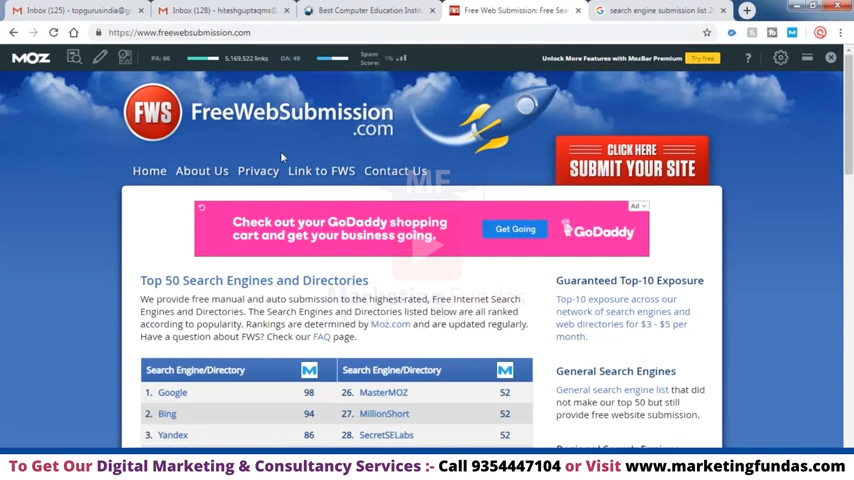 Inbox (125) - topgurusindia@g
Inbox (128) - hiteshguptaqms@
Best Computer Education Instit
Free Web Submission: Free Sea
search engine submission list 2
https://www.freewebsubmission.com
MOZ
PA: 66
5,169,522 links
DA: 49
Spam Score: 1%
Unlock More Features with MozBar Premium
Try free
?
FWS
FreeWebSubmission
.com
CLICK HERE
SUBMIT YOUR SITE
Home
About Us
Privacy
Link to FWS
Contact Us
MF
Marketing Fundas
Ad
Check out your GoDaddy shopping
cart and get your business going.
Get Going
GoDaddy
Top 50 Search Engines and Directories
We provide free manual and auto submission to the highest-rated, Free Internet Search
Engines and Directories. The Search Engines and Directories listed below are all ranked
according to popularity. Rankings are determined by Moz.com and are updated regularly.
Have a question about FWS? Check our FAQ page.
Search Engine/Directory M Search Engine/Directory M
1. Google 98 26. MasterMOZ 52
2. Bing 94 27. MillionShort 52
3. Yandex 86 28. SecretSELabs 52
Guaranteed Top-10 Exposure
Top-10 exposure across our
network of search engines and
web directories for $3 - $5 per
month.
General Search Engines
General search engine list that did
not make our top 50 but still
provide free website submission.
To Get Our Digital Marketing & Consultancy Services :- Call 9354447104 or Visit www.marketingfundas.com